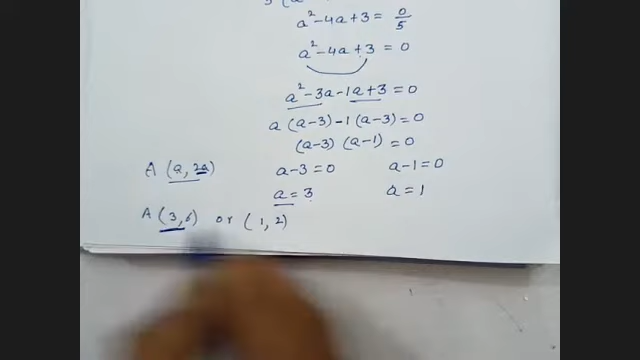 a² - 4a + 3 = 0/5
a² - 4a + 3 = 0
a² - 3a - 1a + 3 = 0
a (a-3) - 1 (a-3) = 0
(a-3) (a-1) = 0
A (a, 2a) a-3 = 0 a-1 = 0
a = 3 a = 1
A (3, 6) or (1, 2)